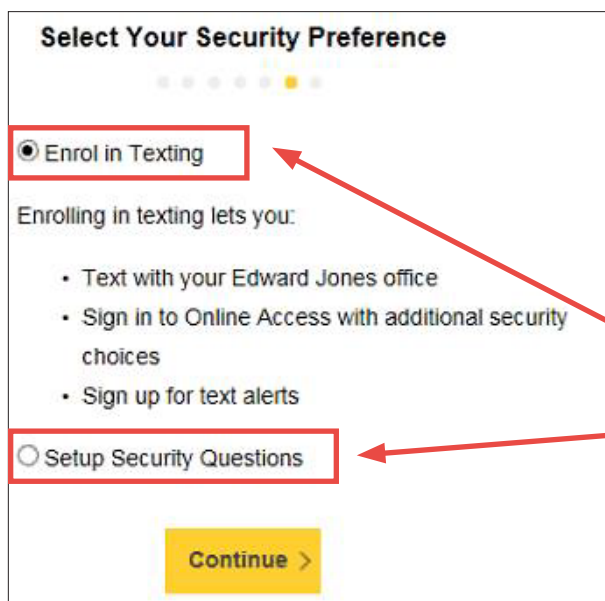 Select Your Security Preference
Enrol in Texting
Enrolling in texting lets you:
• Text with your Edward Jones office
• Sign in to Online Access with additional security
choices
• Sign up for text alerts
Setup Security Questions
Continue >